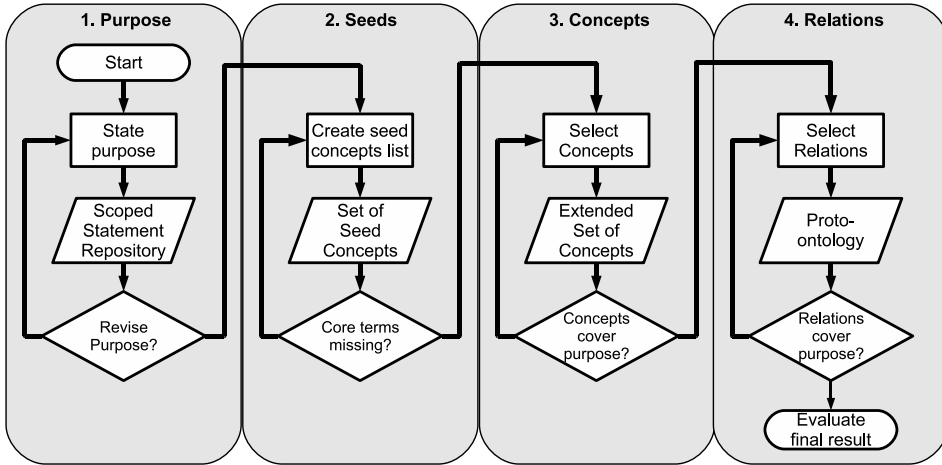 1. Purpose
Start
State
purpose
Scoped
Statement
Repository
Revise
Purpose?
2. Seeds
Create seed
concepts list
Set of
Seed
Concepts
Core terms
missing?
3. Concepts
Select
Concepts
Extended
Set of
Concepts
Concepts
cover
purpose?
4. Relations
Select
Relations
Proto-
ontology
Relations
cover
purpose?
Evaluate
final result